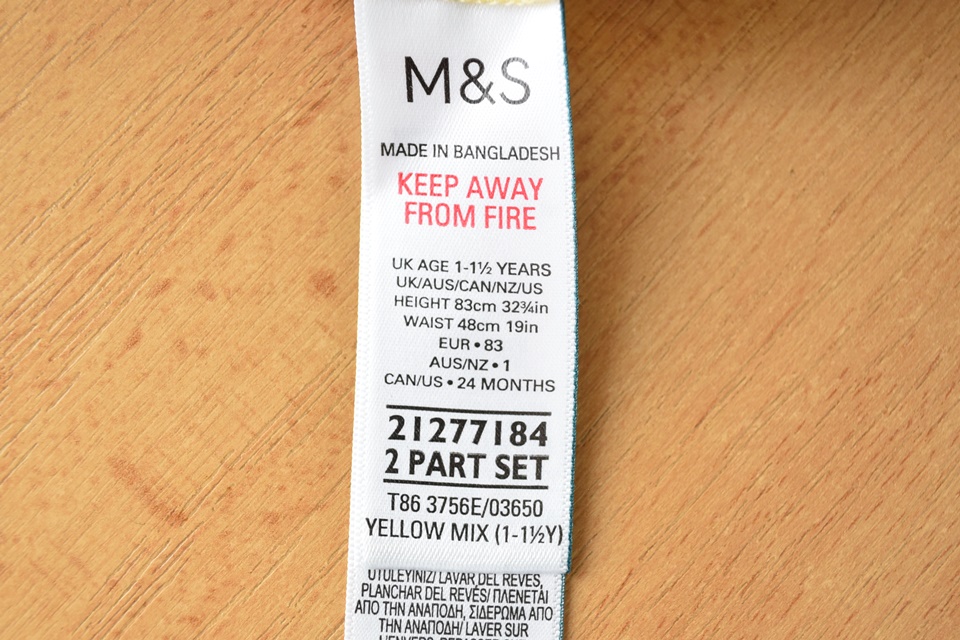 M&S
MADE IN BANGLADESH
KEEP AWAY
FROM FIRE
UK AGE 1-1½ YEARS
UK/AUS/CAN/NZ/US
HEIGHT 83cm 32¾in
WAIST 48cm 19in
EUR • 83
AUS/NZ • 1
CAN/US • 24 MONTHS
21277184
2 PART SET
T86 3756E/03650
YELLOW MIX (1-1½Y)
ÜTÜLEYİNİZ/ LAVAR DEL REVÉS,
PLANCHAR DEL REVÉS/ ΠΛΕΝΕΤΑΙ
ΑΠΟ ΤΗΝ ΑΝΑΠΟΔΗ, ΣΙΔΕΡΩΜΑ ΑΠΟ
ΤΗΝ ΑΝΑΠΟΔΗ/ LAVER SUR